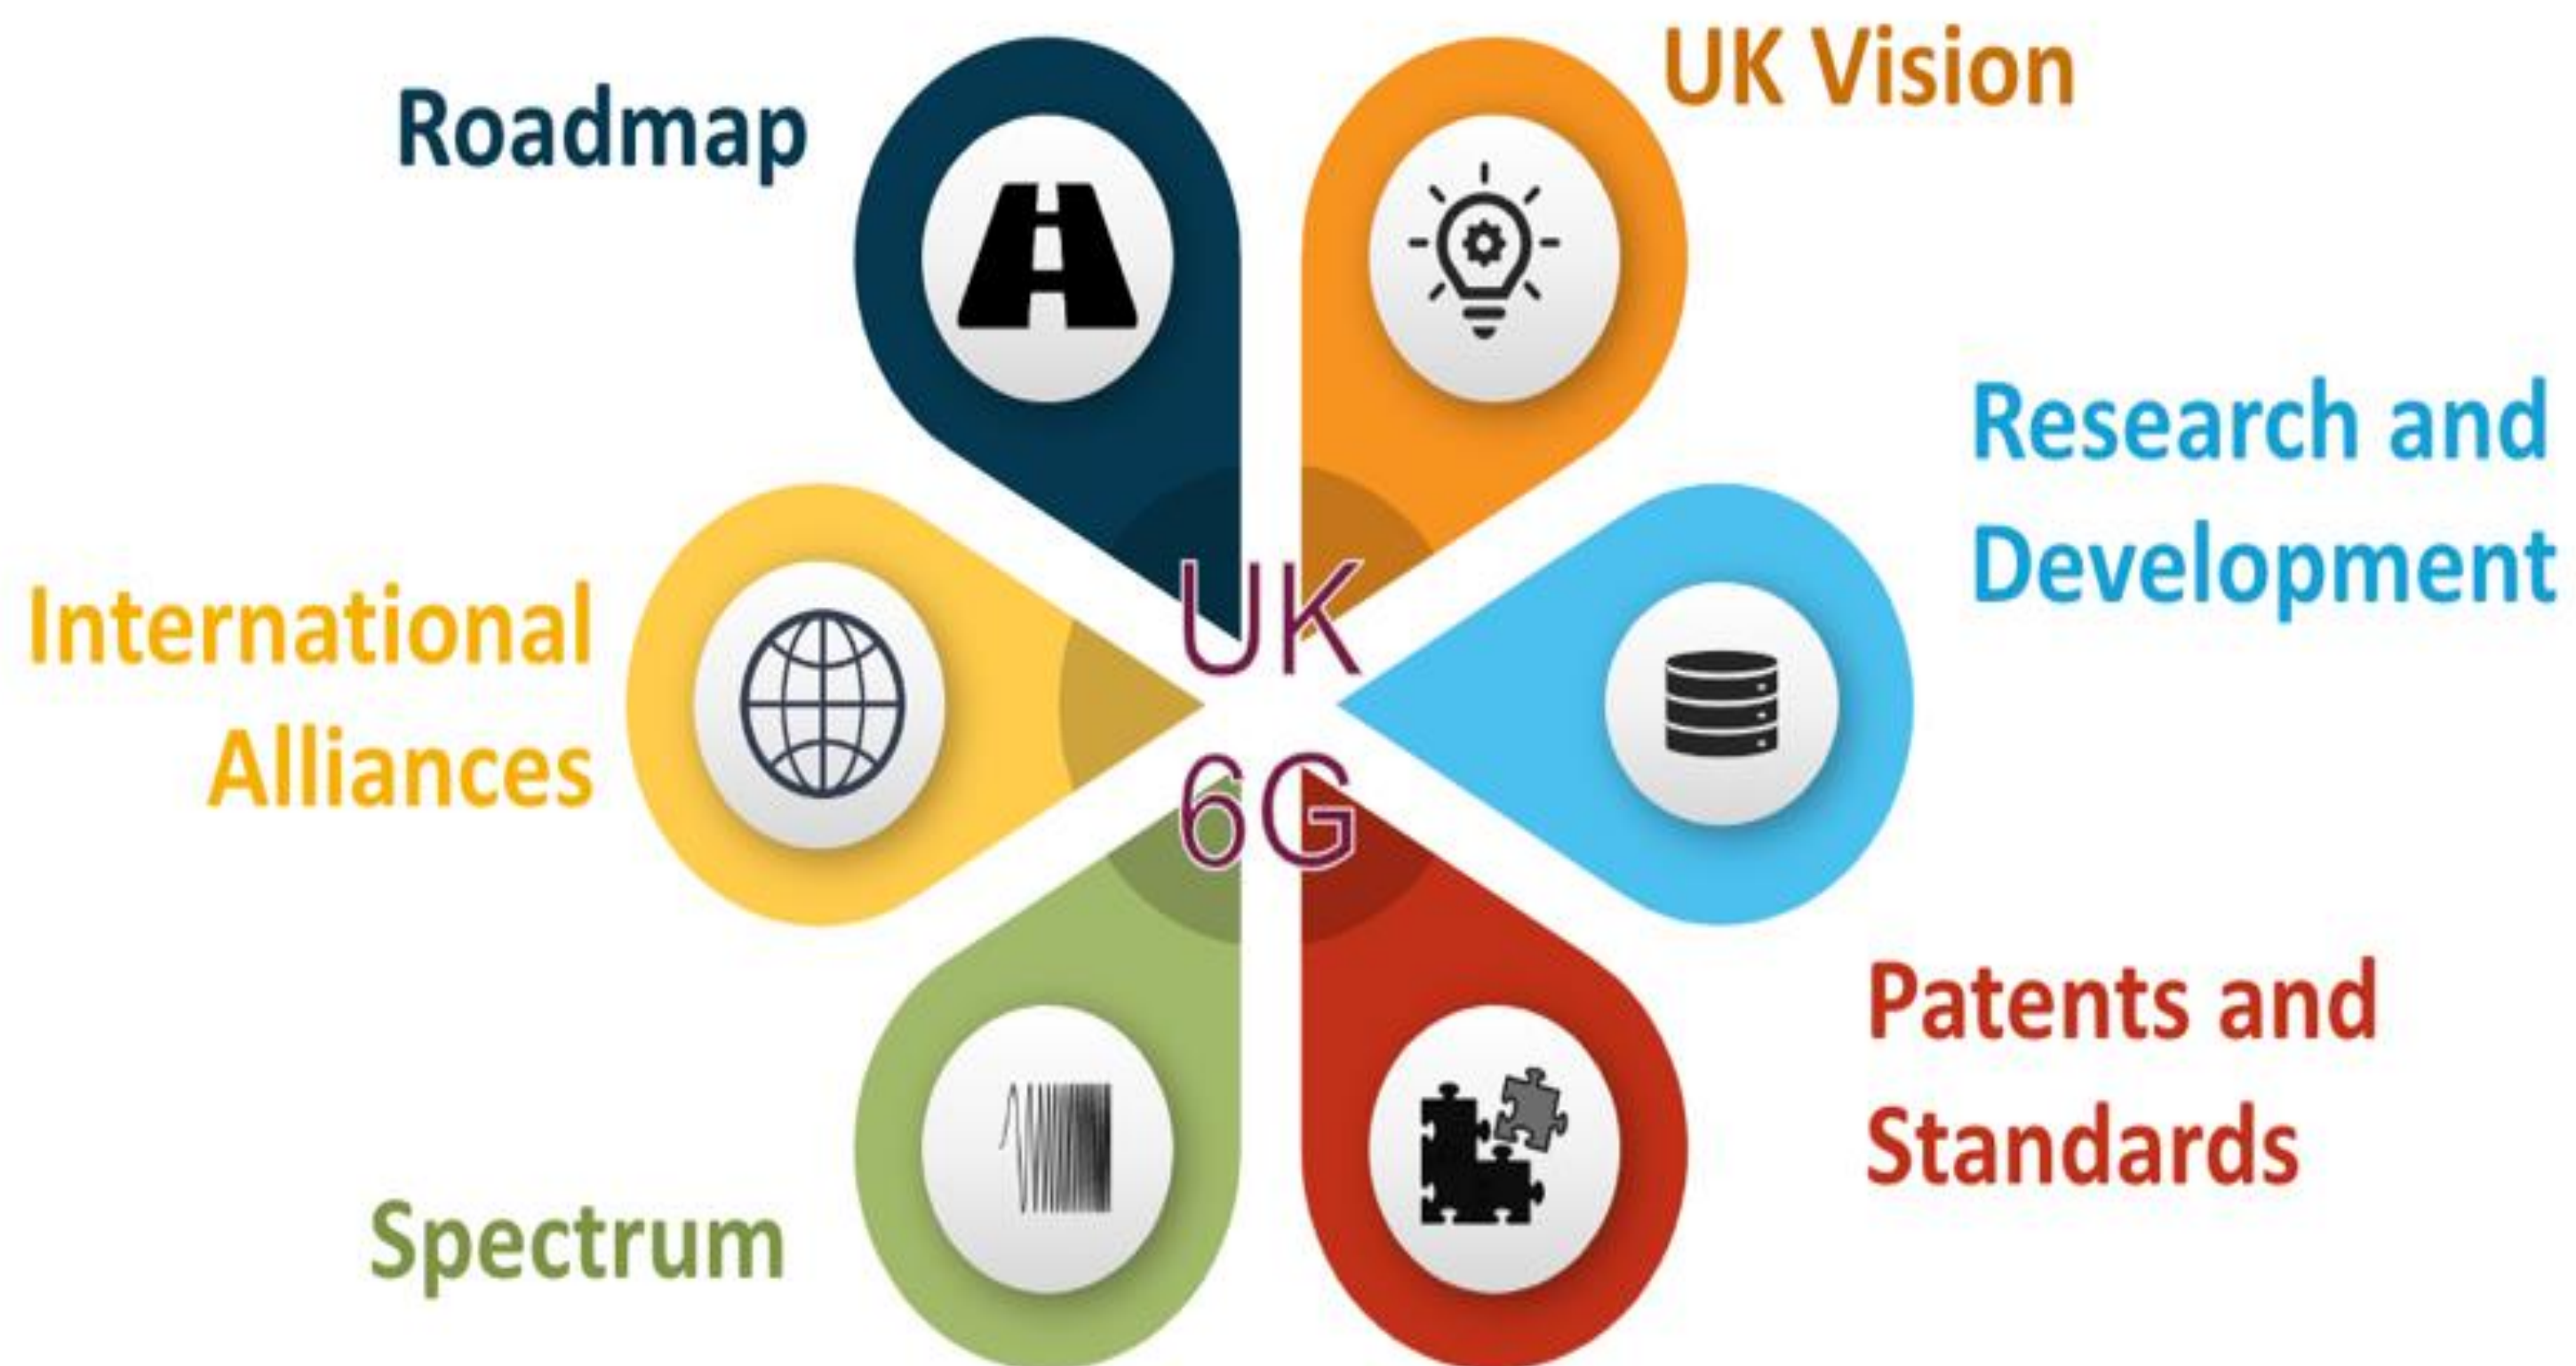 Roadmap
UK Vision
Research and
Development
International
Alliances
UK
6G
Patents and
Standards
Spectrum